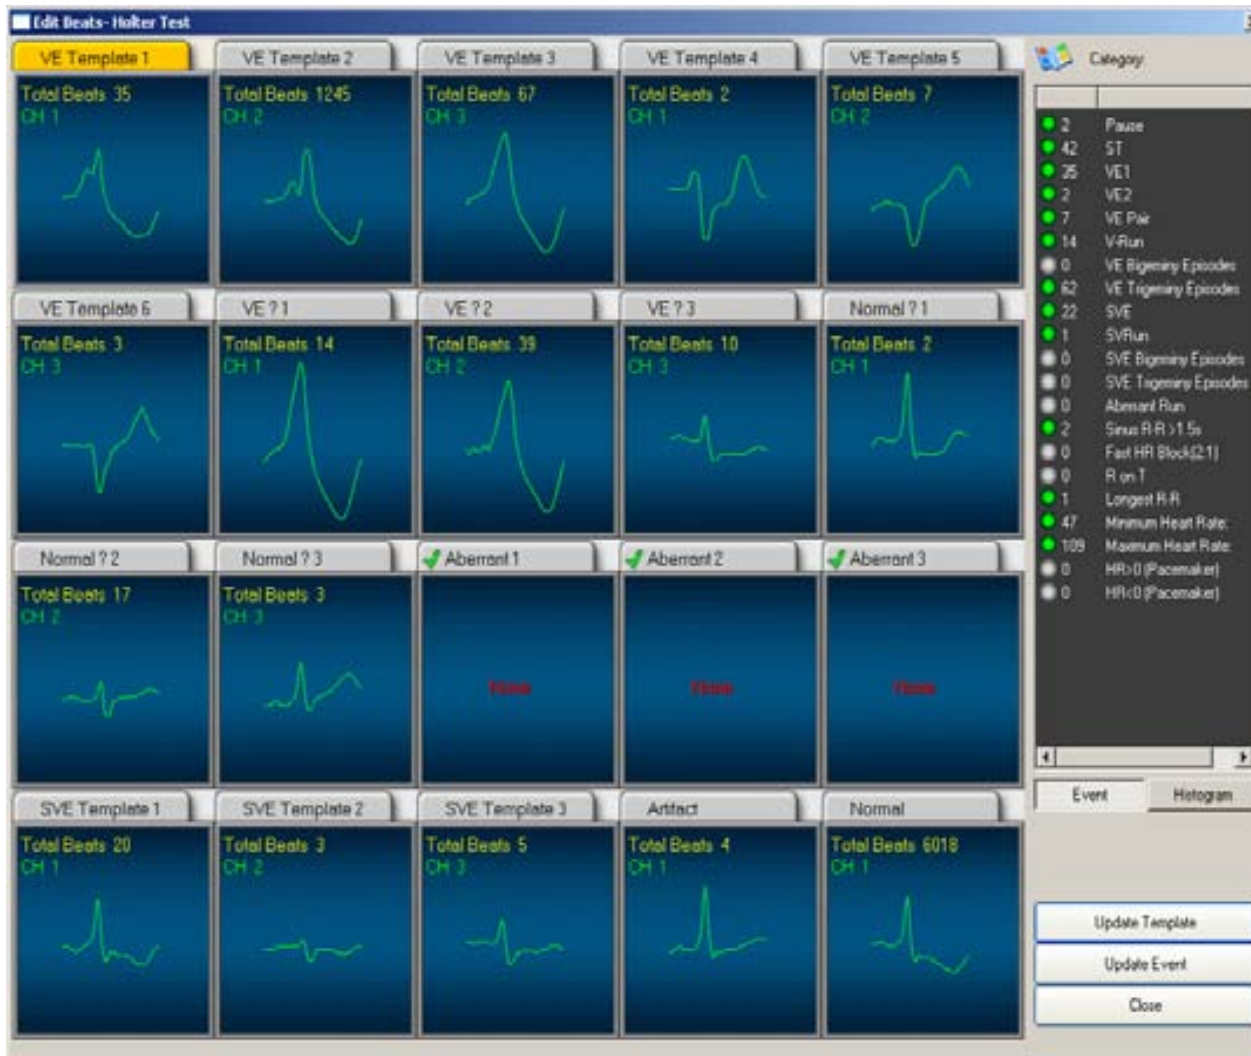 Edit Beats- Holter Test
VE Template 1
VE Template 2
VE Template 3
VE Template 4
VE Template 5
Total Beats 35
CH 1
Total Beats 1245
CH 2
Total Beats 67
CH 3
Total Beats 2
CH 1
Total Beats 7
CH 2
VE Template 6
VE ? 1
VE ? 2
VE ? 3
Normal ? 1
Total Beats 3
CH 3
Total Beats 14
CH 1
Total Beats 39
CH 2
Total Beats 10
CH 3
Total Beats 2
CH 1
Normal ? 2
Normal ? 3
Aberrant 1
Aberrant 2
Aberrant 3
Total Beats 17
CH 2
Total Beats 3
CH 3
SVE Template 1
SVE Template 2
SVE Template 3
Artifact
Normal
Total Beats 20
CH 1
Total Beats 3
CH 2
Total Beats 5
CH 3
Total Beats 4
CH 1
Total Beats 6018
CH 1
Category:
2 Pause
42 ST
35 VE1
2 VE2
7 VE Pair
14 V-Run
0 VE Bigeminy Episodes
62 VE Trigeminy Episodes
22 SVE
1 SVRun
0 SVE Bigeminy Episodes
0 SVE Trigeminy Episodes
0 Aberrant Run
2 Sinus R-R >1.5s
0 Fast HR Block(2:1)
0 R on T
1 Longest R-R
47 Minimum Heart Rate:
109 Maximum Heart Rate:
0 HR>0 (Pacemaker)
0 HR<0 (Pacemaker)
Event
Histogram
Update Template
Update Event
Close